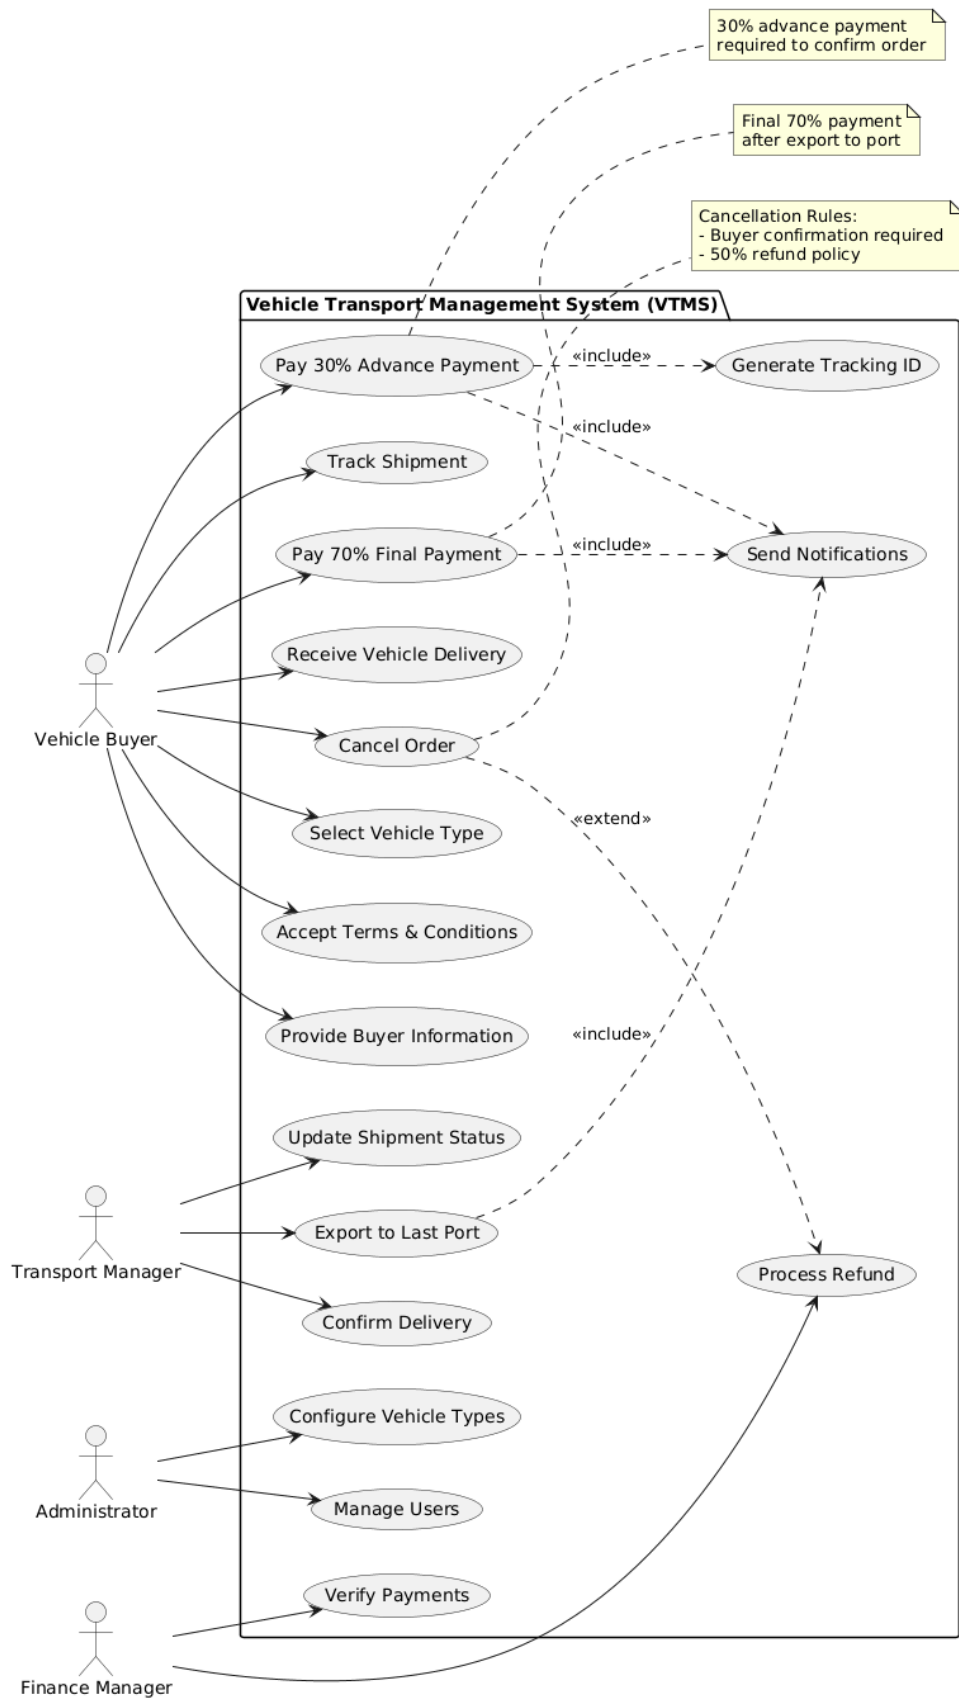 30% advance payment
required to confirm order
Final 70% payment
after export to port
Cancellation Rules:
- Buyer confirmation required
- 50% refund policy
Vehicle Transport Management System (VTMS)
Pay 30% Advance Payment
«include»
Generate Tracking ID
«include»
Track Shipment
Pay 70% Final Payment
«include»
Send Notifications
Receive Vehicle Delivery
Vehicle Buyer
Cancel Order
«extend»
Select Vehicle Type
Accept Terms & Conditions
Provide Buyer Information
«include»
Update Shipment Status
Export to Last Port
Transport Manager
Process Refund
Confirm Delivery
Configure Vehicle Types
Administrator
Manage Users
Verify Payments
Finance Manager